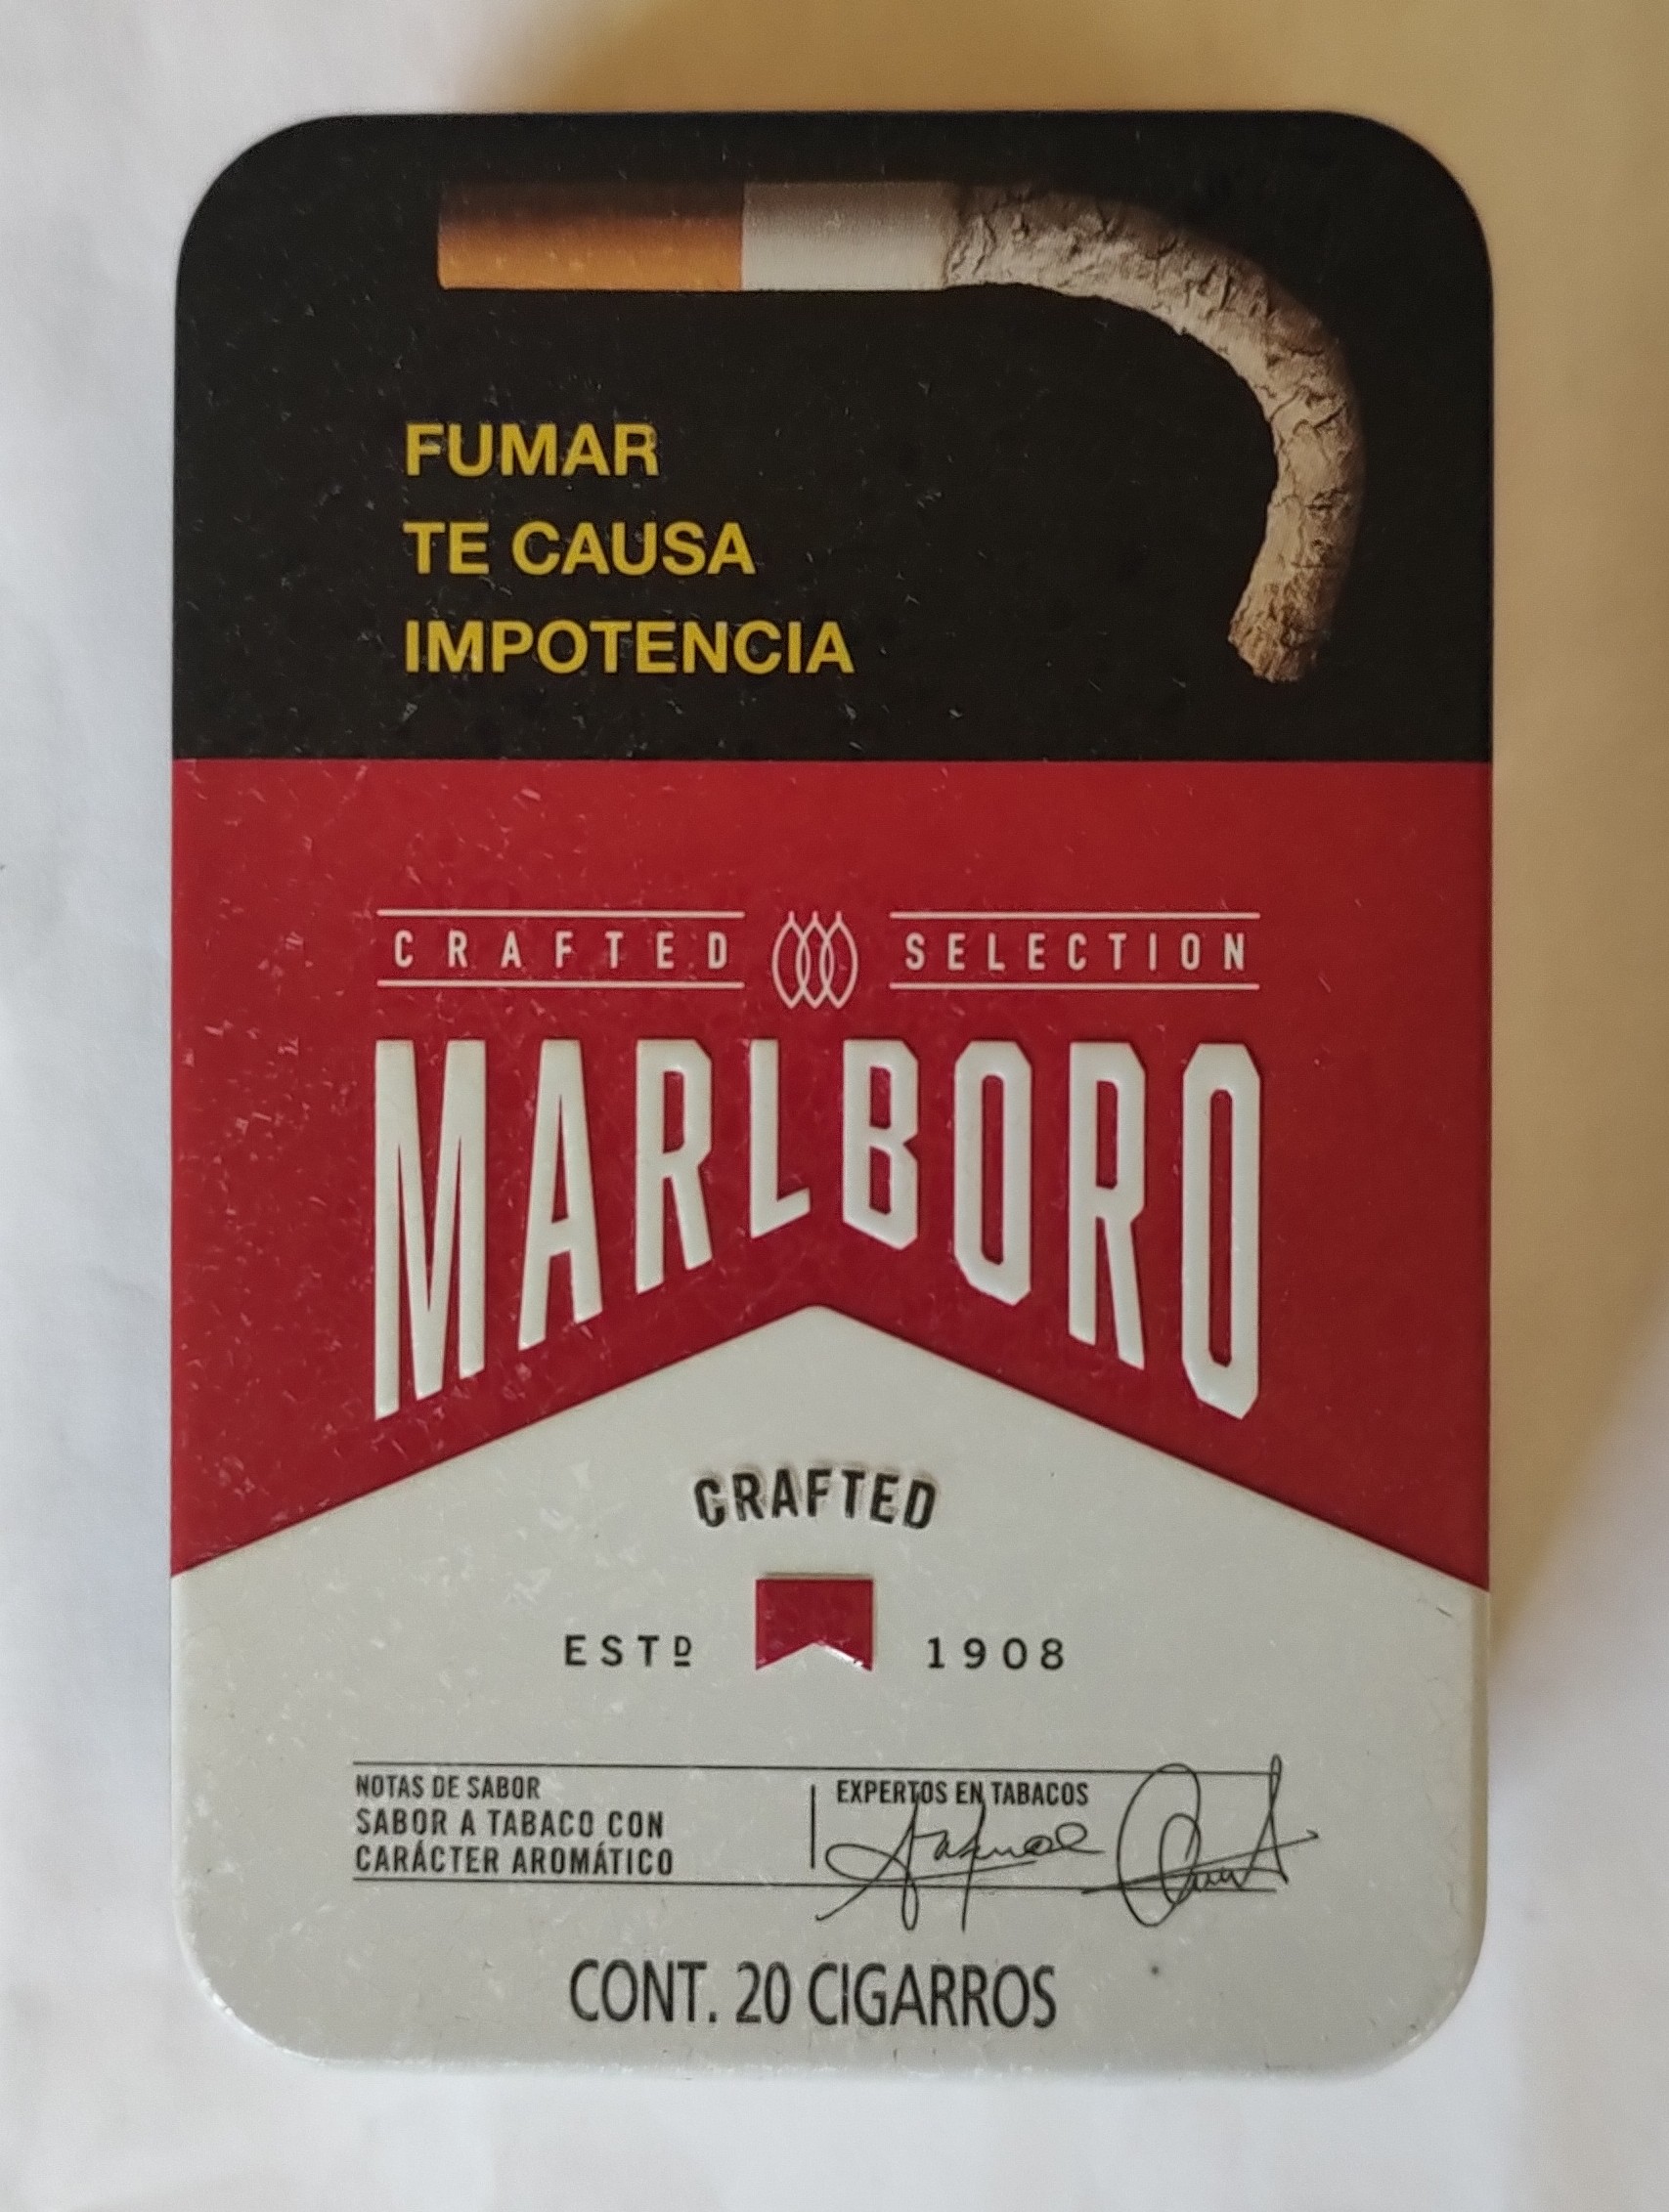 FUMAR
TE CAUSA
IMPOTENCIA
CRAFTED SELECTION
MARLBORO
CRAFTED
ESTD 1908
NOTAS DE SABOR
SABOR A TABACO CON
CARÁCTER AROMÁTICO
EXPERTOS EN TABACOS
CONT. 20 CIGARROS